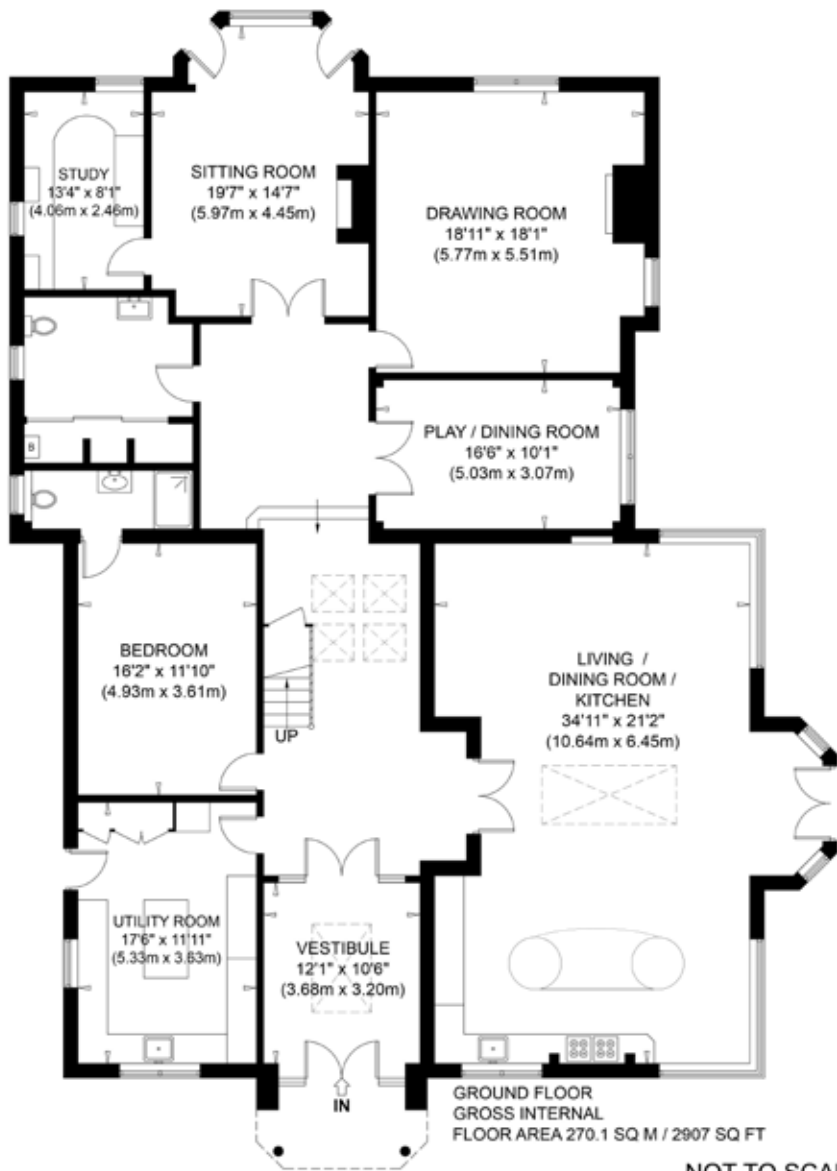 STUDY
13'4" x 8'1"
(4.06m x 2.46m)
SITTING ROOM
19'7" x 14'7"
(5.97m x 4.45m)
DRAWING ROOM
18'11" x 18'1"
(5.77m x 5.51m)
B
PLAY / DINING ROOM
16'6" x 10'1"
(5.03m x 3.07m)
BEDROOM
16'2" x 11'10"
(4.93m x 3.61m)
UP
LIVING /
DINING ROOM /
KITCHEN
34'11" x 21'2"
(10.64m x 6.45m)
UTILITY ROOM
17'6" x 11'11"
(5.33m x 3.63m)
VESTIBULE
12'1" x 10'6"
(3.68m x 3.20m)
IN
GROUND FLOOR
GROSS INTERNAL
FLOOR AREA 270.1 SQ M / 2907 SQ FT